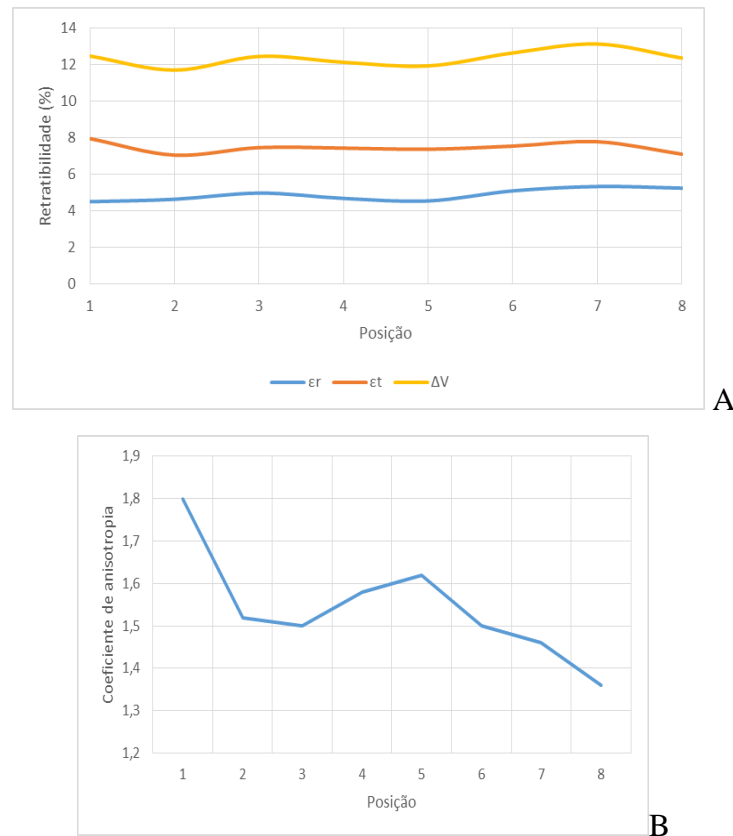 14
12
10
8
6
4
2
0
Retratibilidade (%)
1 2 3 4 5 6 7 8
Posição
εr εt ΔV
A
1,9
1,8
1,7
1,6
1,5
1,4
1,3
1,2
Coeficiente de anisotropia
1 2 3 4 5 6 7 8
Posição
B